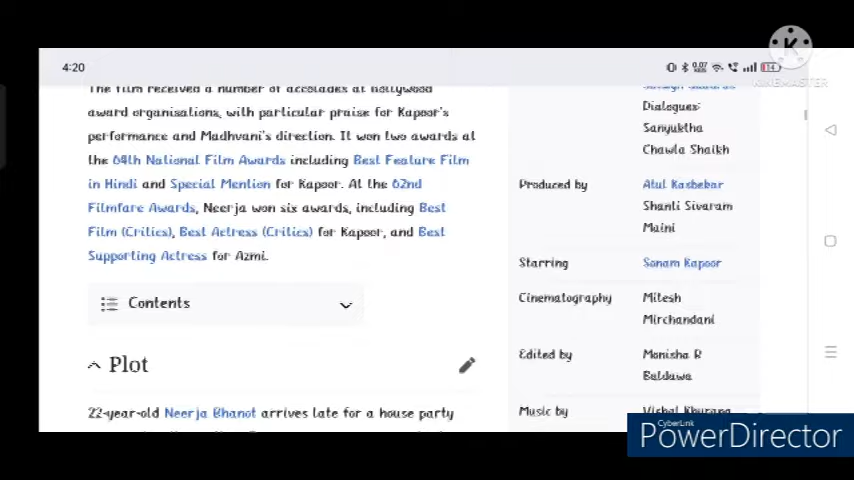 4:20
KINEMASTER
The film received a number of accolades at Bollywood
award organisations, with particular praise for Kapoor's
performance and Madhvani's direction. It won two awards at
the 64th National Film Awards including Best Feature Film
in Hindi and Special Mention for Kapoor. At the 62nd
Filmfare Awards, Neerja won six awards, including Best
Film (Critics), Best Actress (Critics) for Kapoor, and Best
Supporting Actress for Azmi.
Contents
Plot
22-year-old Neerja Bhanot arrives late for a house party
Dialogues:
Sanyuktha
Chawla Shaikh
Produced by
Atul Kasbekar
Shanti Sivaram
Maini
Starring
Sonam Kapoor
Cinematography
Mitesh
Mirchandani
Edited by
Monisha R
Baldawa
Music by
Vishal Khurana
CyberLink
PowerDirector